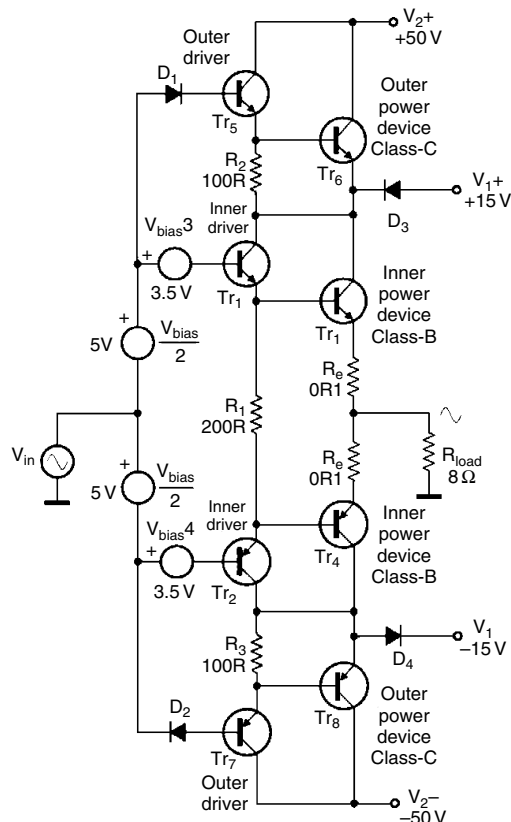 Outer
driver
V2+
+50 V
D1
Tr5
Outer
power
device
Class-C
Tr6
R2
100R
V1+
+15 V
D3
Inner
driver
Vbias3
+
3.5 V
Tr1
Inner
power
device
Class-B
Tr1
+
5V
Vbias
2
Re
0R1
R1
200R
Vin
Re
0R1
Rload
8 Ω
+
5V
Vbias
2
Inner
driver
Vbias4
+
3.5 V
Tr2
Tr4
Inner
power
device
Class-B
R3
100R
V1
–15 V
D4
D2
Tr7
Tr8
Outer
power
device
Class-C
Outer
driver
V2–
–50 V